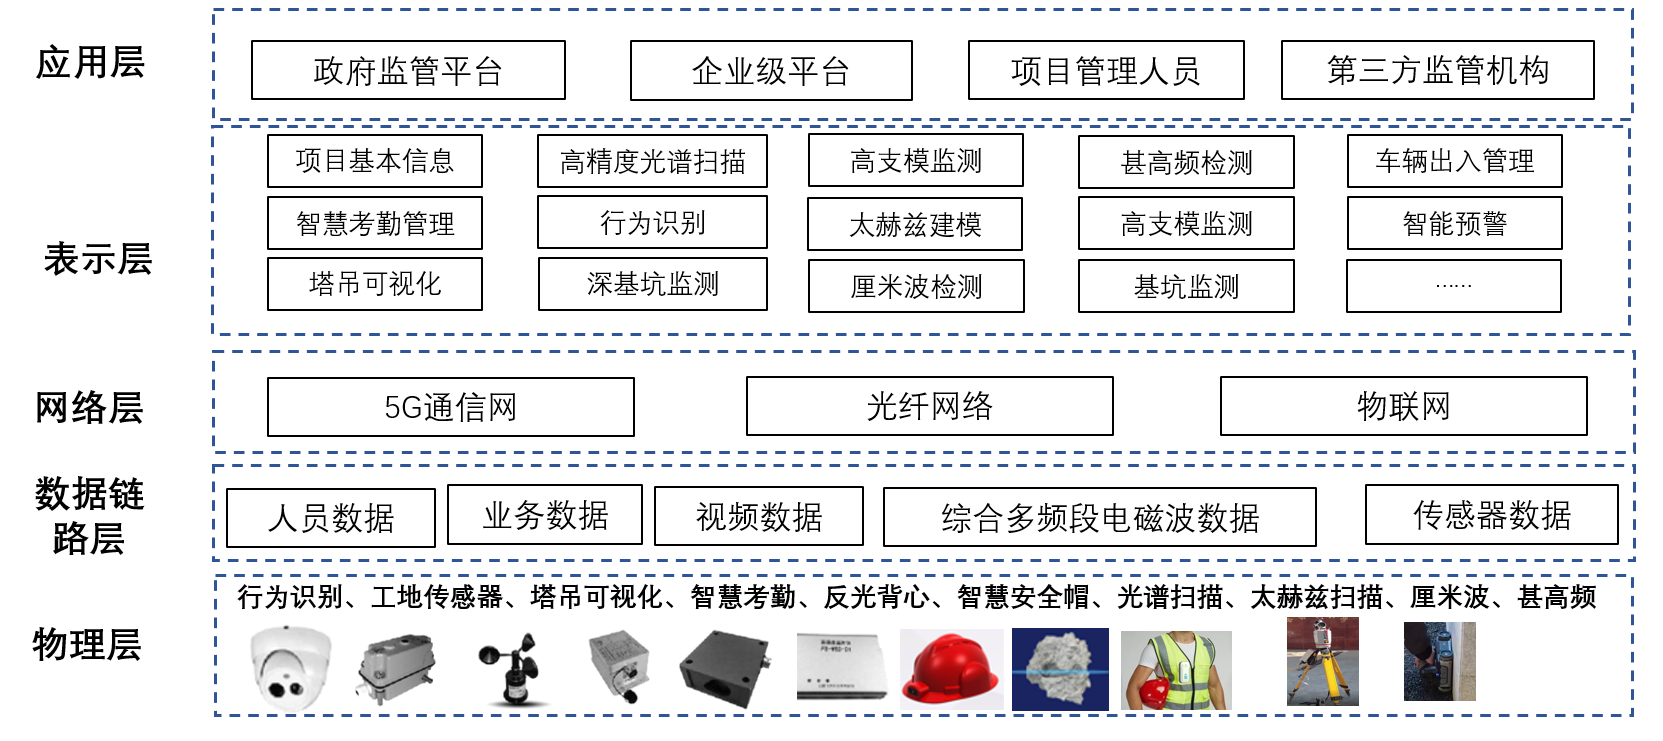 应用层
政府监管平台
企业级平台
项目管理人员
第三方监管机构
表示层
项目基本信息
高精度光谱扫描
高支模监测
甚高频检测
车辆出入管理
智慧考勤管理
行为识别
太赫兹建模
高支模监测
智能预警
塔吊可视化
深基坑监测
厘米波检测
基坑监测
……
网络层
5G通信网
光纤网络
物联网
数据链
路层
人员数据
业务数据
视频数据
综合多频段电磁波数据
传感器数据
物理层
行为识别、工地传感器、塔吊可视化、智慧考勤、反光背心、智慧安全帽、光谱扫描、太赫兹扫描、厘米波、甚高频